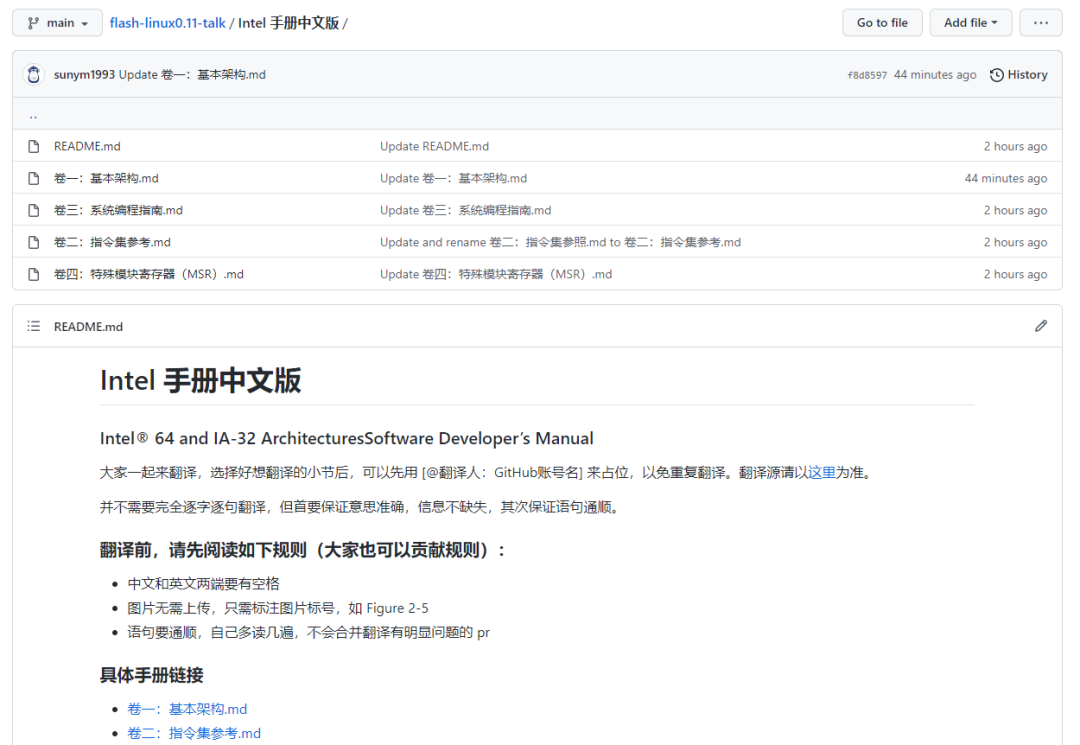 main
flash-linux0.11-talk / Intel 手册中文版 /
Go to file
Add file
sunym1993 Update 卷一：基本架构.md
f8d8597 44 minutes ago History
..
README.md Update README.md 2 hours ago
卷一：基本架构.md Update 卷一：基本架构.md 44 minutes ago
卷三：系统编程指南.md Update 卷三：系统编程指南.md 2 hours ago
卷二：指令集参考.md Update and rename 卷二：指令集参照.md to 卷二：指令集参考.md 2 hours ago
卷四：特殊模块寄存器（MSR）.md Update 卷四：特殊模块寄存器（MSR）.md 2 hours ago
README.md
Intel 手册中文版
Intel® 64 and IA-32 ArchitecturesSoftware Developer’s Manual
大家一起来翻译，选择好想翻译的小节后，可以先用 [@翻译人：GitHub账号名] 来占位，以免重复翻译。翻译源请以这里为准。
并不需要完全逐字逐句翻译，但首要保证意思准确，信息不缺失，其次保证语句通顺。
翻译前，请先阅读如下规则（大家也可以贡献规则）：
中文和英文两端要有空格
图片无需上传，只需标注图片标号，如 Figure 2-5
语句要通顺，自己多读几遍，不会合并翻译有明显问题的 pr
具体手册链接
卷一：基本架构.md
卷二：指令集参考.md